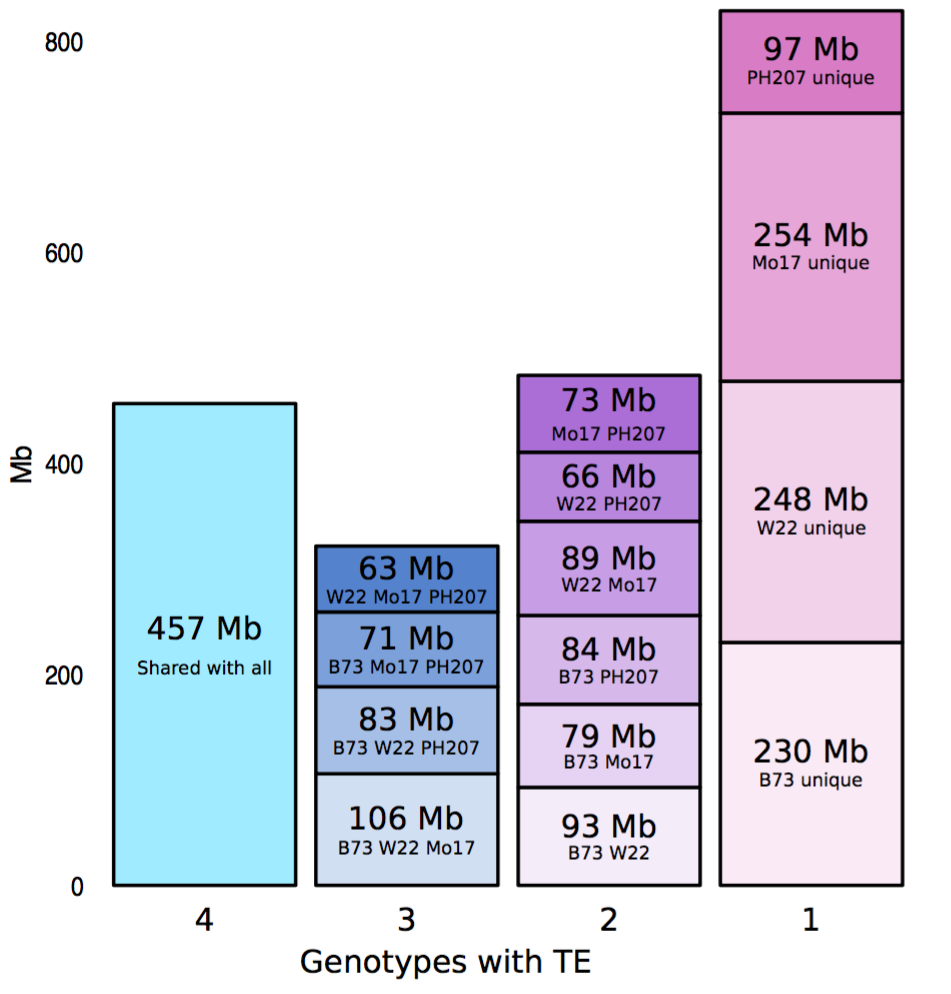 800
600
400
200
0
Mb
457 Mb
Shared with all
63 Mb
W22 Mo17 PH207
71 Mb
B73 Mo17 PH207
83 Mb
B73 W22 PH207
106 Mb
B73 W22 Mo17
73 Mb
Mo17 PH207
66 Mb
W22 PH207
89 Mb
W22 Mo17
84 Mb
B73 PH207
79 Mb
B73 Mo17
93 Mb
B73 W22
97 Mb
PH207 unique
254 Mb
Mo17 unique
248 Mb
W22 unique
230 Mb
B73 unique
4 3 2 1
Genotypes with TE